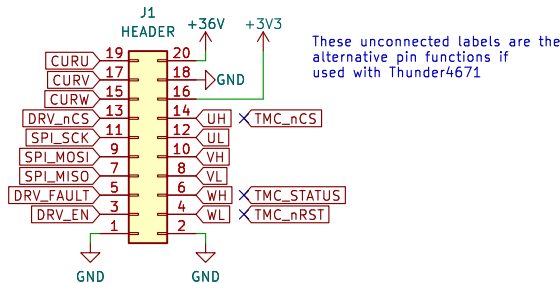 J1
HEADER
+36V
+3V3
These unconnected labels are the
alternative pin functions if
used with Thunder4671
CURU 19 20
CURV 17 18 GND
CURW 15 16
DRV_nCS 13 14 UH TMC_nCS
SPI_SCK 11 12 UL
SPI_MOSI 9 10 VH
SPI_MISO 7 8 VL
DRV_FAULT 5 6 WH TMC_STATUS
DRV_EN 3 4 WL TMC_nRST
1 2
GND GND